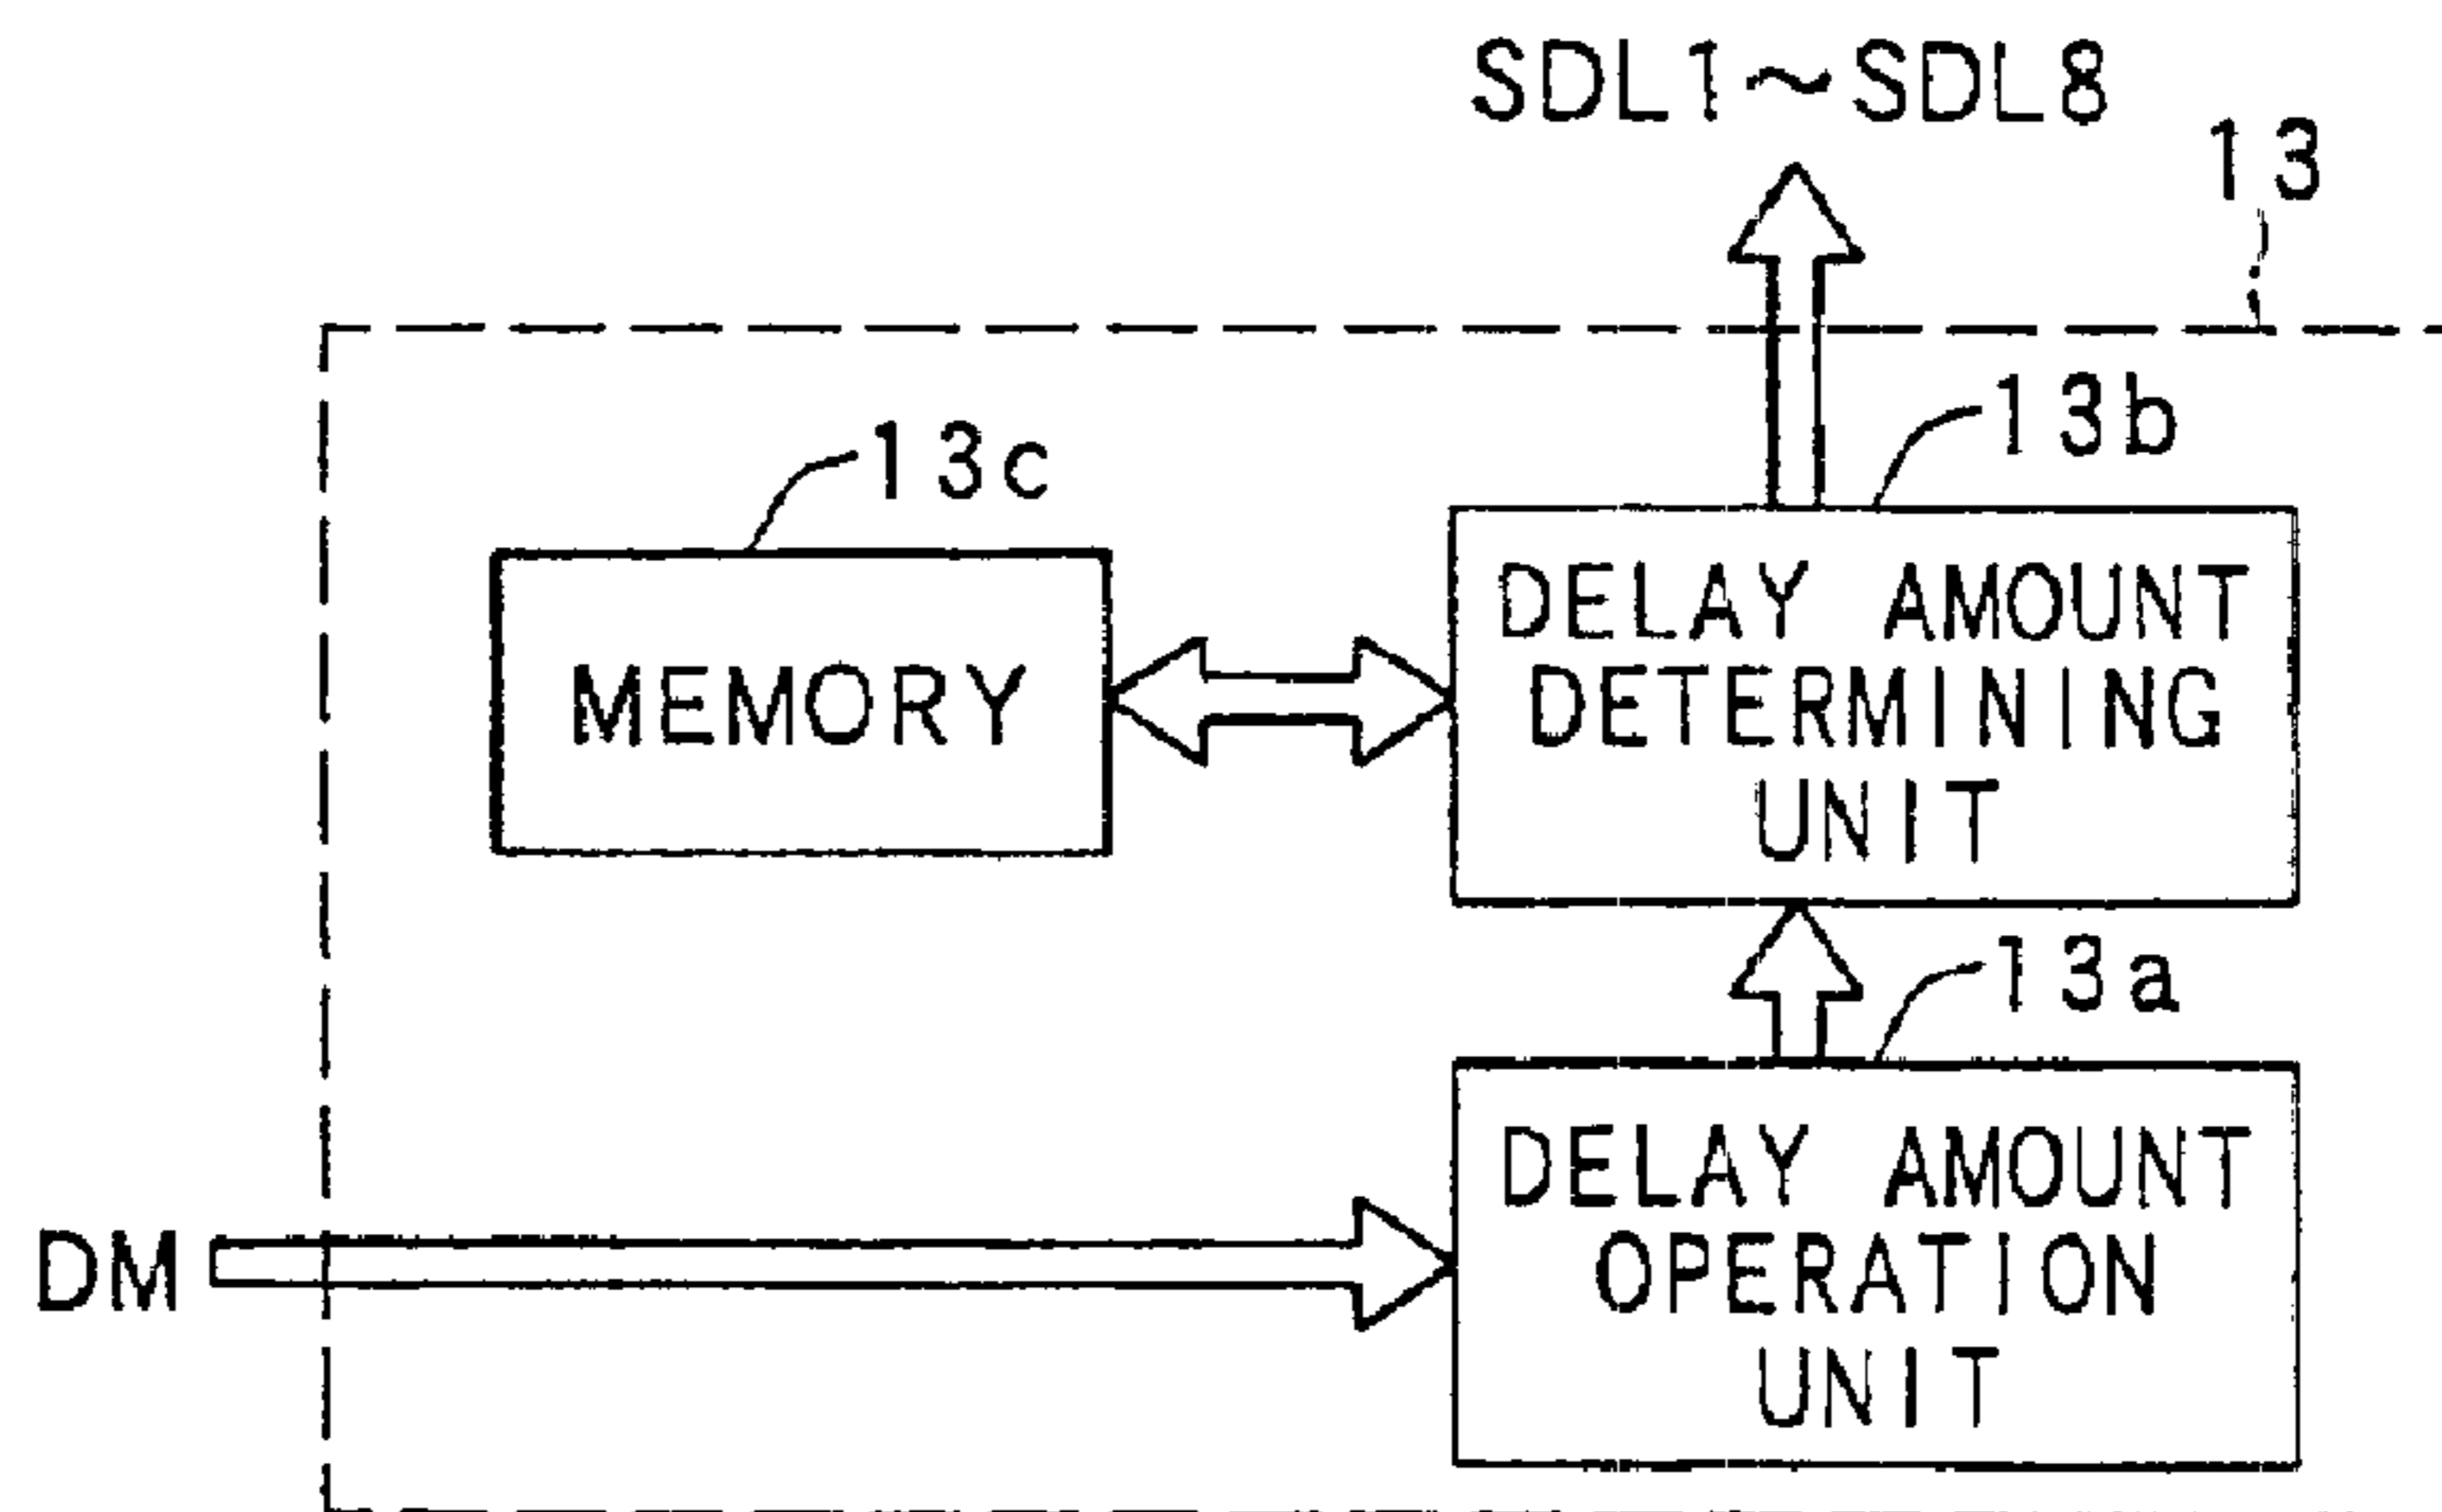 SDL1~SDL8
13
13b
13c
DELAY AMOUNT
DETERMINING
UNIT
MEMORY
13a
DELAY AMOUNT
OPERATION
UNIT
DM